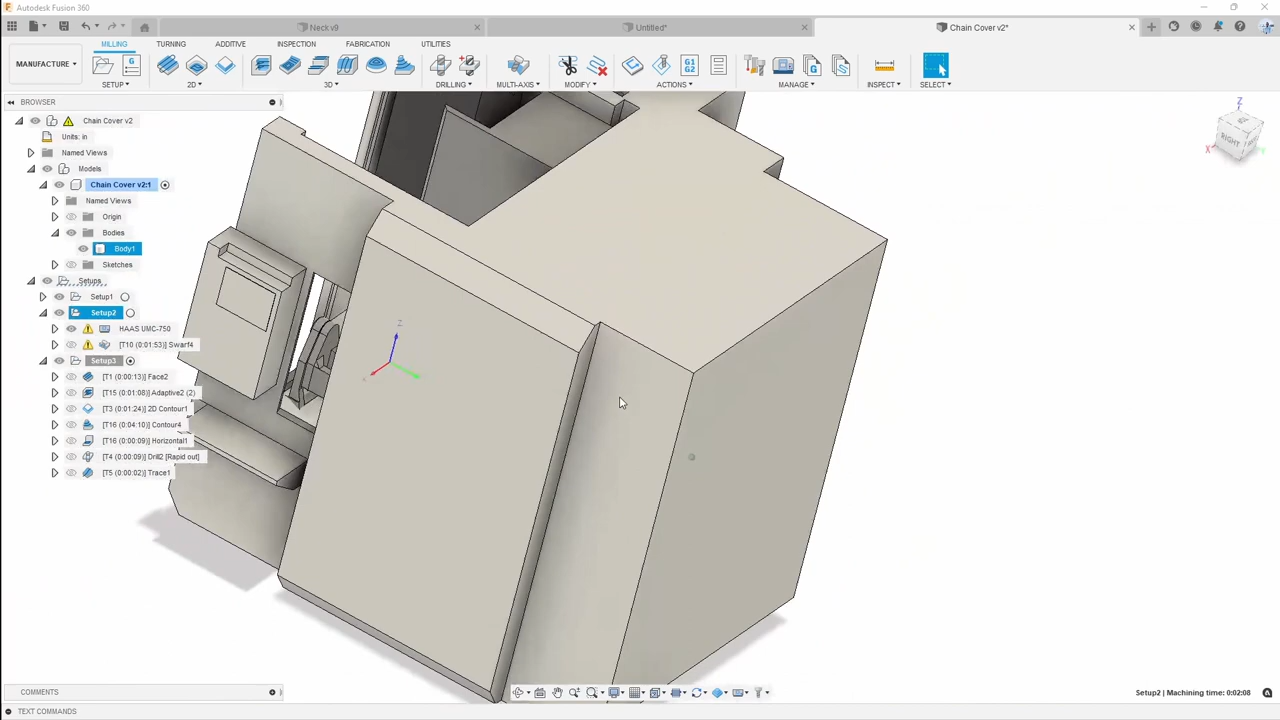 Autodesk Fusion 360
Neck v9
Untitled*
Chain Cover v2*
MILLING
TURNING
ADDITIVE
INSPECTION
FABRICATION
UTILITIES
MANUFACTURE
SETUP
2D
3D
DRILLING
MULTI-AXIS
MODIFY
ACTIONS
MANAGE
INSPECT
SELECT
G1
G2
BROWSER
Chain Cover v2
Units: in
Named Views
Models
Chain Cover v2:1
Named Views
Origin
Bodies
Body1
Sketches
Setups
Setup1
Setup2
HAAS UMC-750
[T10 (0:01:53)] Swarf4
Setup3
[T1 (0:00:13)] Face2
[T15 (0:01:08)] Adaptive2 (2)
[T3 (0:01:24)] 2D Contour1
[T16 (0:04:10)] Contour4
[T16 (0:00:09)] Horizontal1
[T4 (0:00:09)] Drill2 [Rapid out]
[T5 (0:00:02)] Trace1
Z
X
Z
RIGHT
X
COMMENTS
Setup2 | Machining time: 0:02:08
TEXT COMMANDS